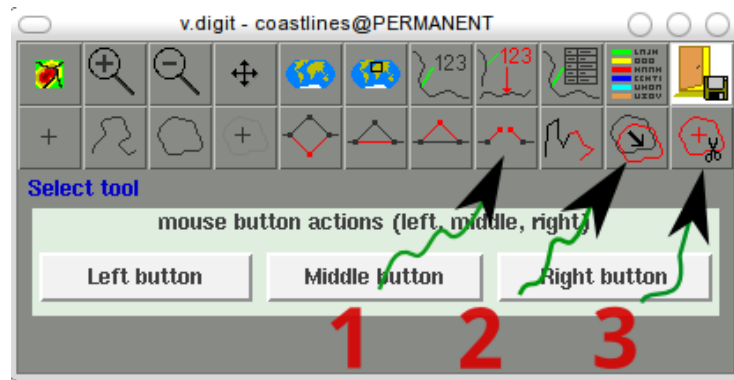 v.digit - coastlines@PERMANENT
123
123
Select tool
mouse button actions (left, middle, right)
Left button
Middle button
Right button
1
2
3